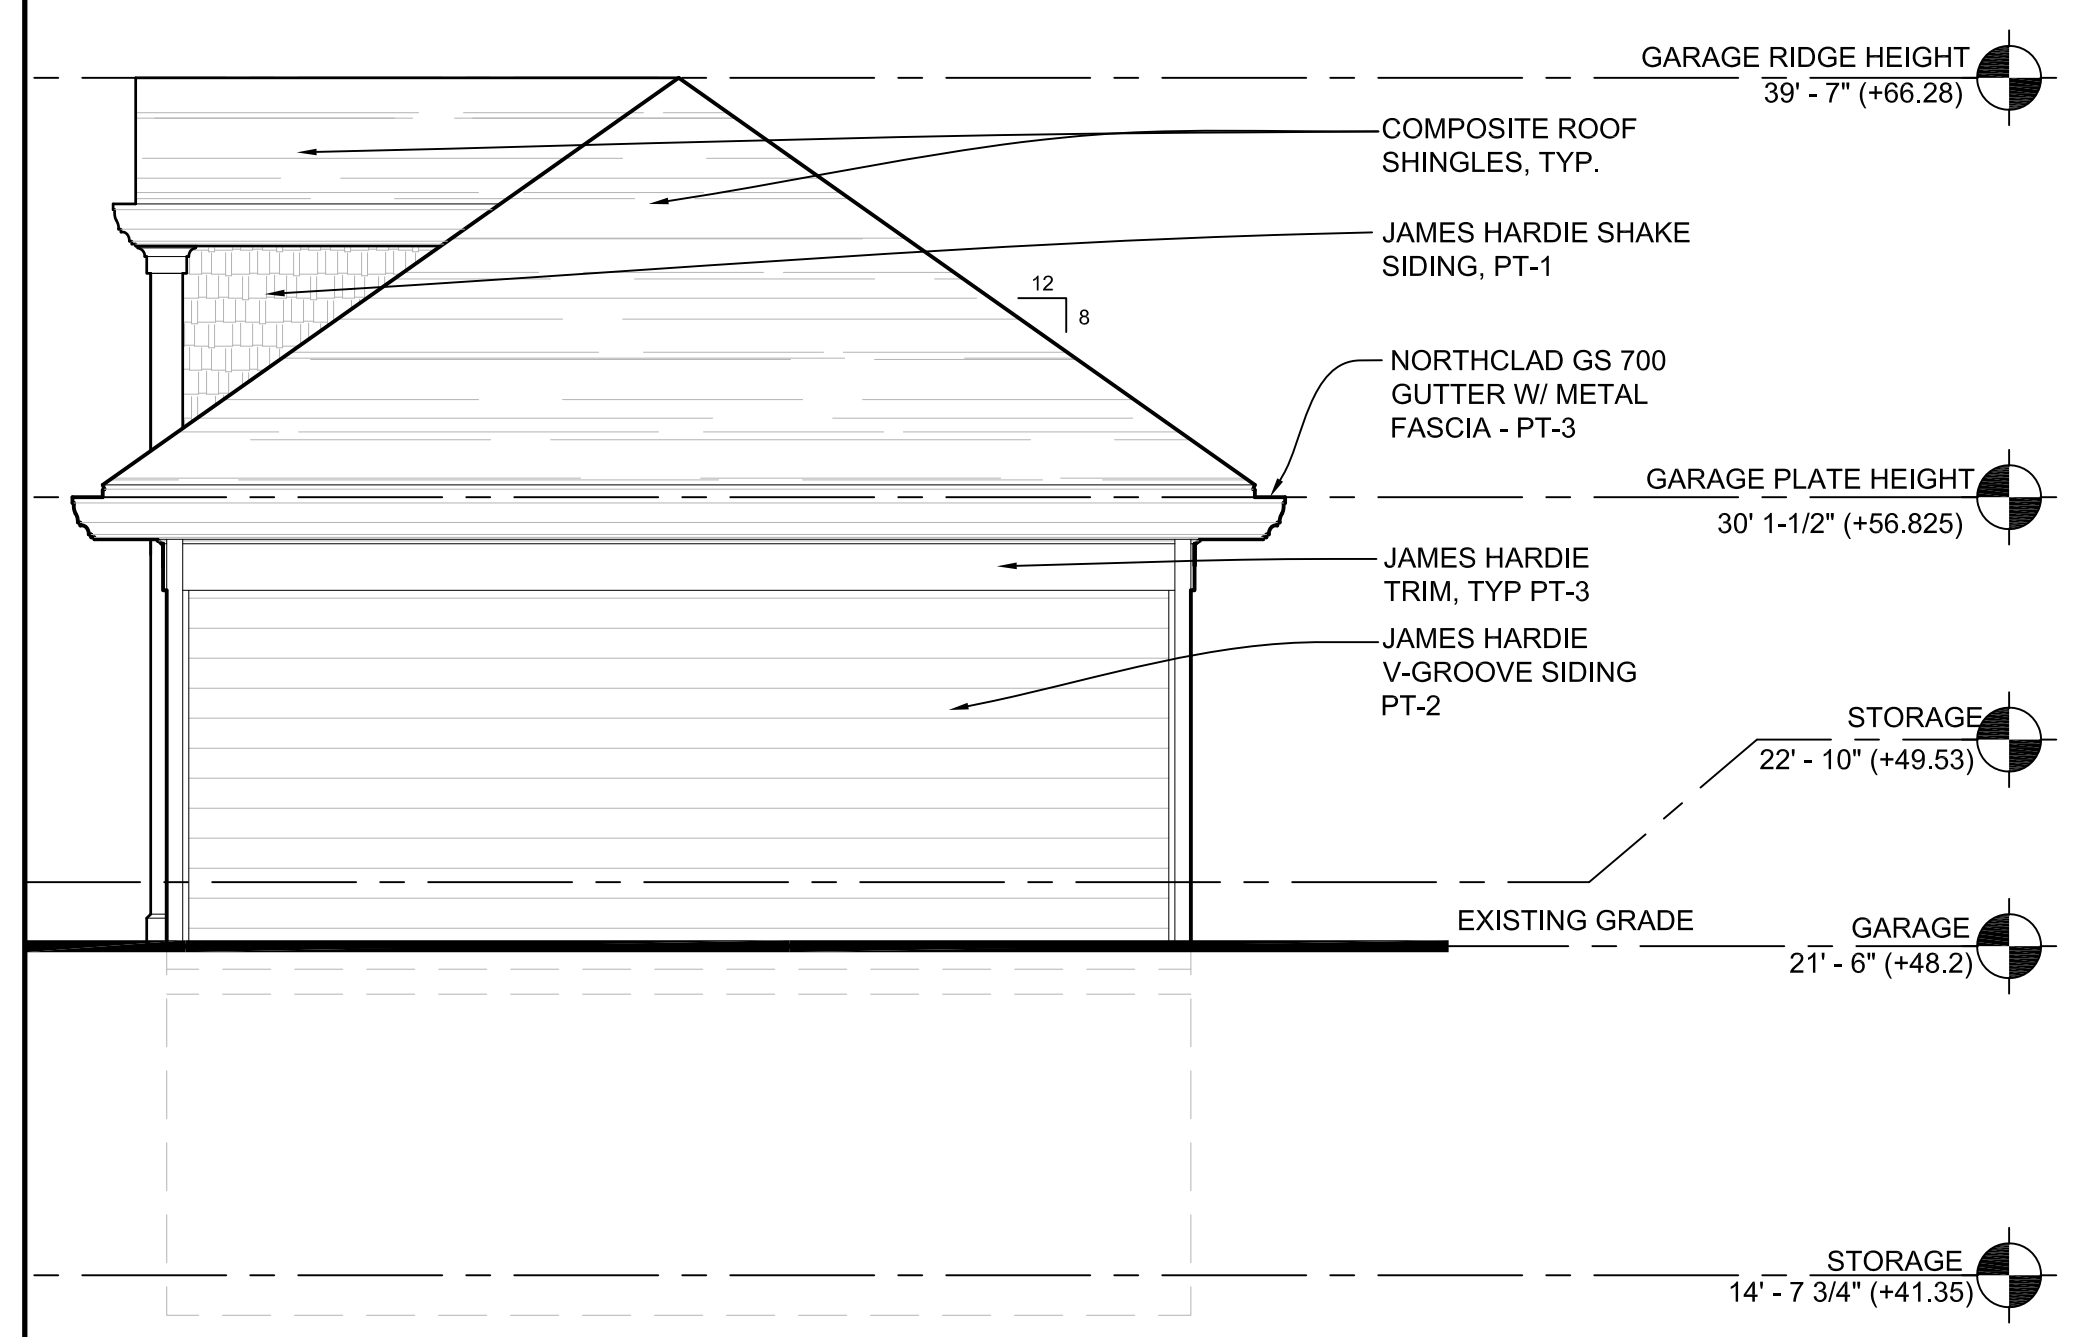 GARAGE RIDGE HEIGHT
39' - 7" (+66.28)
COMPOSITE ROOF
SHINGLES, TYP.
JAMES HARDIE SHAKE
SIDING, PT-1
12
8
NORTHCLAD GS 700
GUTTER W/ METAL
FASCIA - PT-3
GARAGE PLATE HEIGHT
30' 1-1/2" (+56.825)
JAMES HARDIE
TRIM, TYP PT-3
JAMES HARDIE
V-GROOVE SIDING
PT-2
STORAGE
22' - 10" (+49.53)
EXISTING GRADE
GARAGE
21' - 6" (+48.2)
STORAGE
14' - 7 3/4" (+41.35)